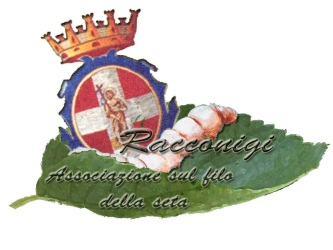 Racconigi
Associazione sul filo
della seta